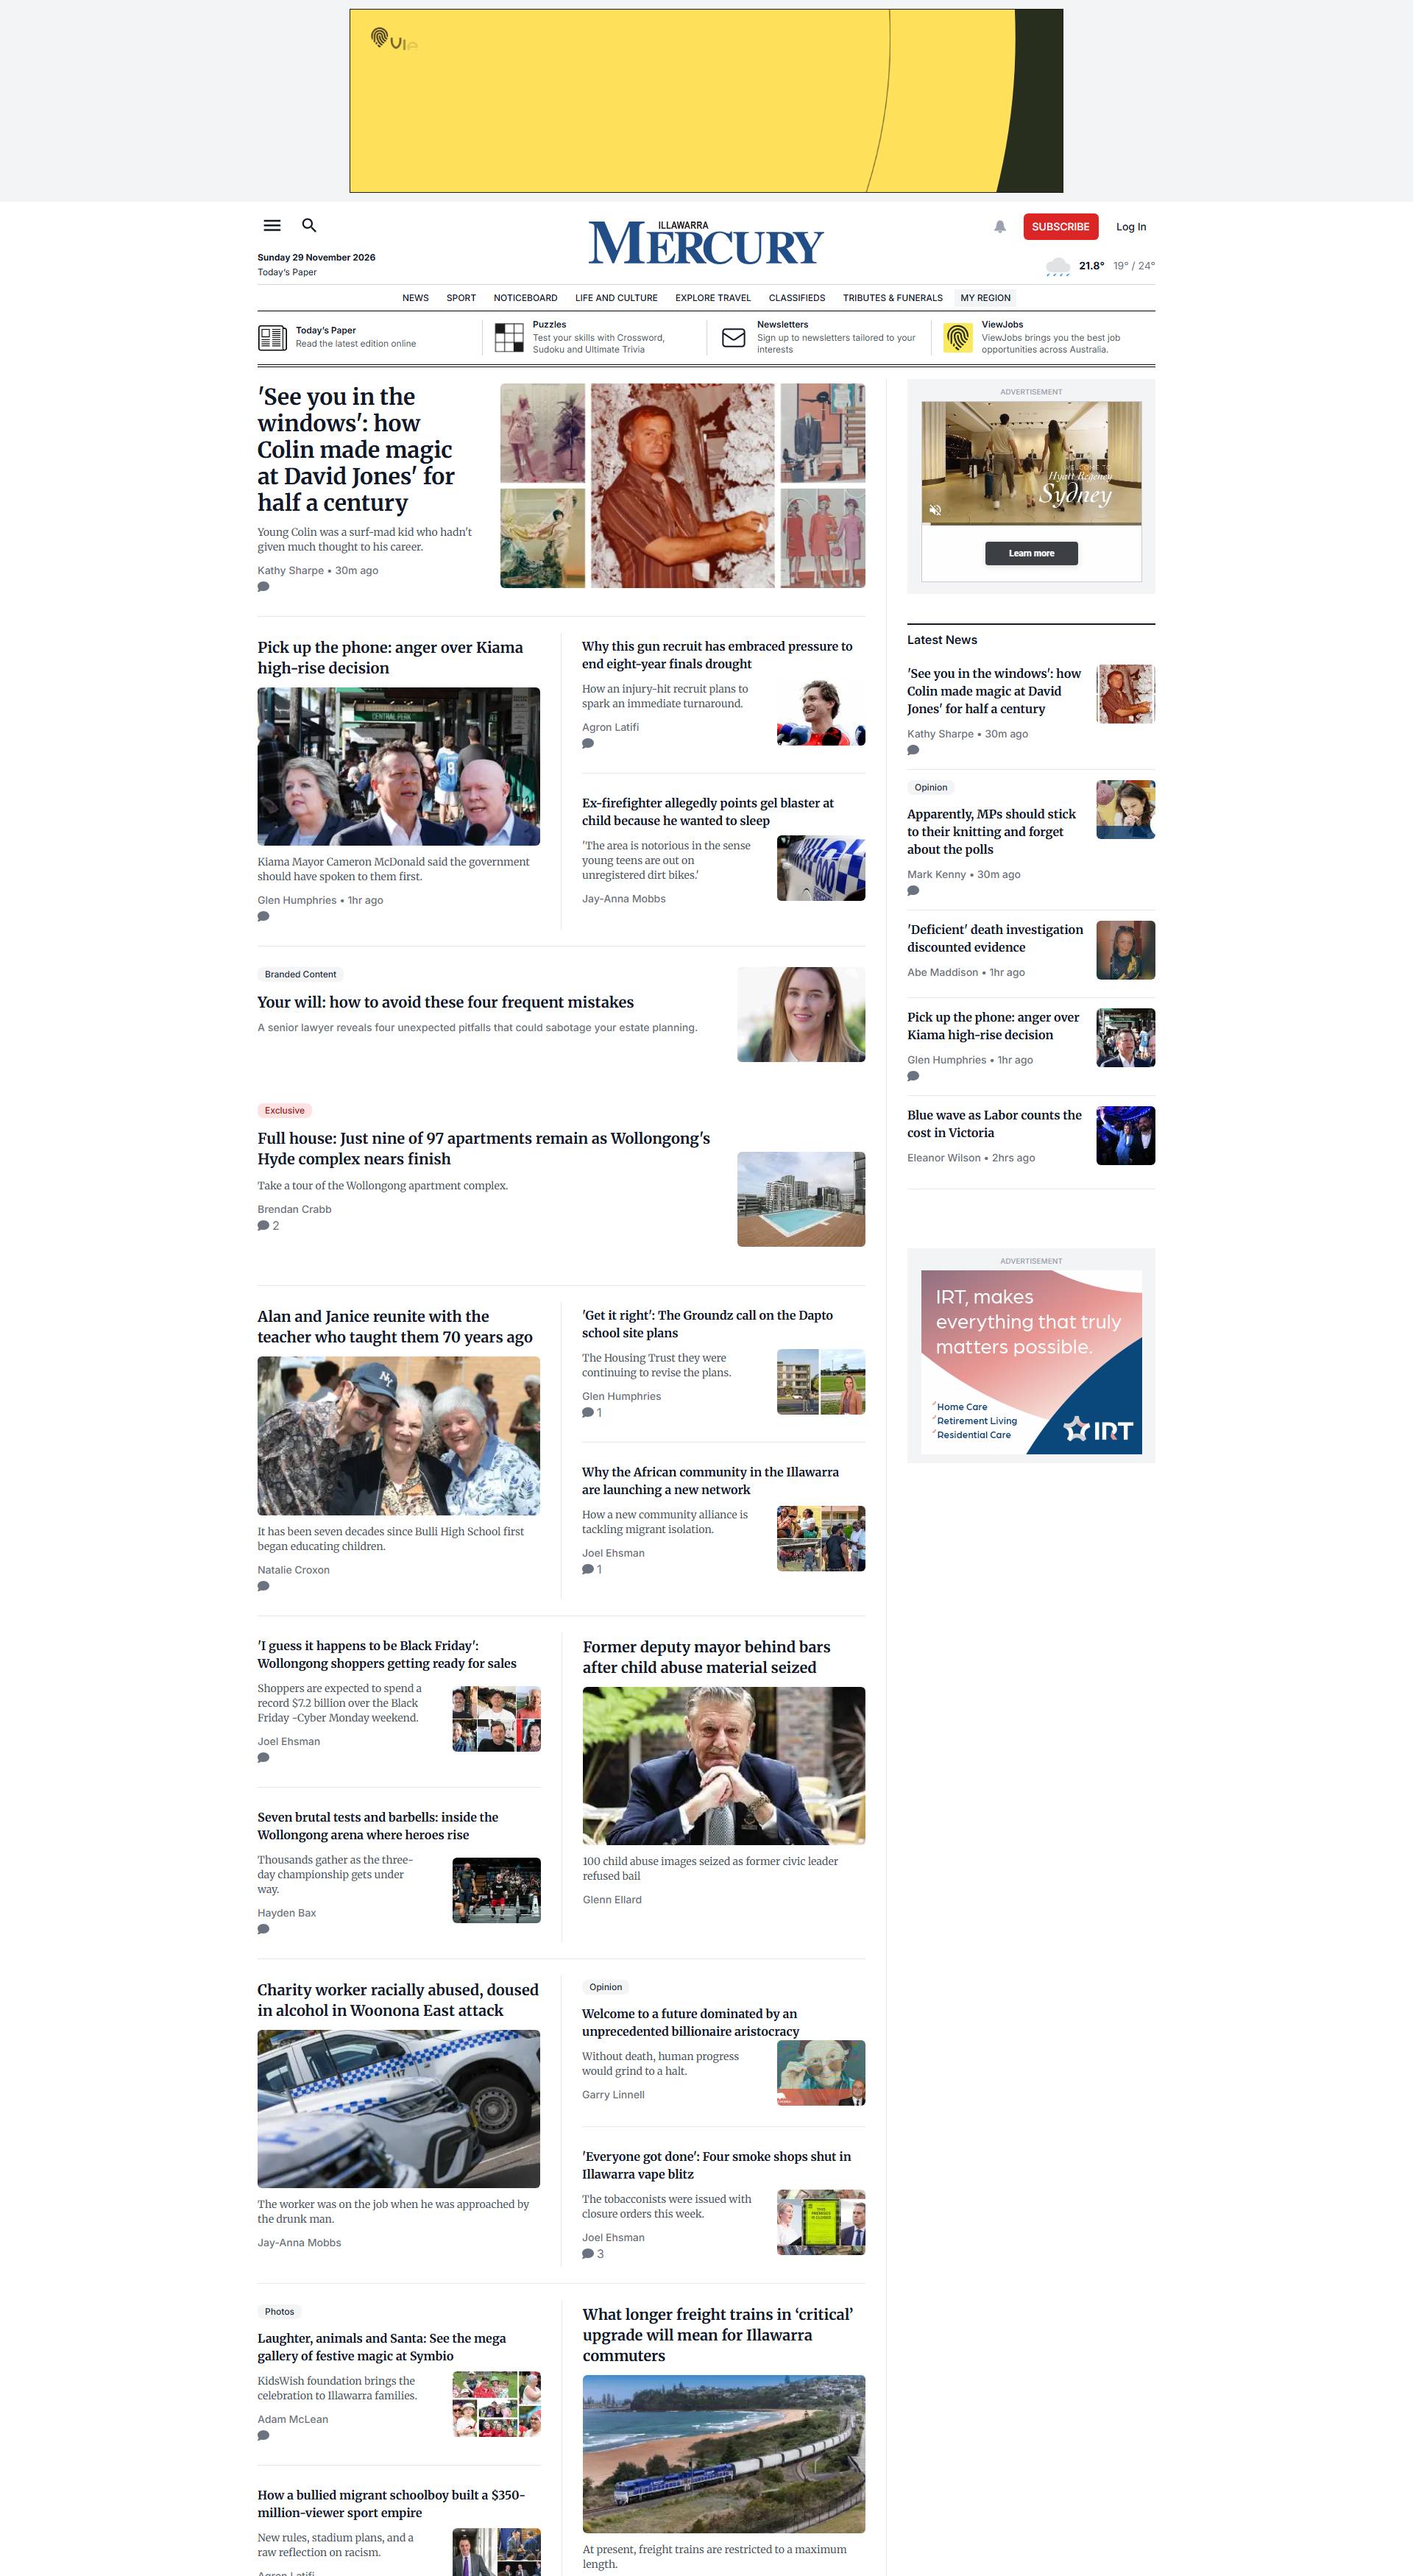 ILLAWARRA
MERCURY
SUBSCRIBE
Log In
Sunday 29 November 2026
Today's Paper
21.8° 19° / 24°
NEWS SPORT NOTICEBOARD LIFE AND CULTURE EXPLORE TRAVEL CLASSIFIEDS TRIBUTES & FUNERALS MY REGION
Today's Paper
Read the latest edition online
Puzzles
Test your skills with Crossword,
Sudoku and Ultimate Trivia
Newsletters
Sign up to newsletters tailored to your
interests
ViewJobs
ViewJobs brings you the best job
opportunities across Australia.
'See you in the
windows': how
Colin made magic
at David Jones' for
half a century
Young Colin was a surf-mad kid who hadn't
given much thought to his career.
Kathy Sharpe • 30m ago
Pick up the phone: anger over Kiama
high-rise decision
CENTRAL PERK
8
Kiama Mayor Cameron McDonald said the government
should have spoken to them first.
Glen Humphries • 1hr ago
Why this gun recruit has embraced pressure to
end eight-year finals drought
How an injury-hit recruit plans to
spark an immediate turnaround.
Agron Latifi
Ex-firefighter allegedly points gel blaster at
child because he wanted to sleep
'The area is notorious in the sense
young teens are out on
unregistered dirt bikes.'
000
Jay-Anna Mobbs
Branded Content
Your will: how to avoid these four frequent mistakes
A senior lawyer reveals four unexpected pitfalls that could sabotage your estate planning.
Exclusive
Full house: Just nine of 97 apartments remain as Wollongong's
Hyde complex nears finish
Take a tour of the Wollongong apartment complex.
Brendan Crabb
2
Alan and Janice reunite with the
teacher who taught them 70 years ago
NY
It has been seven decades since Bulli High School first
began educating children.
Natalie Croxon
'Get it right': The Groundz call on the Dapto
school site plans
The Housing Trust they were
continuing to revise the plans.
Glen Humphries
1
Why the African community in the Illawarra
are launching a new network
How a new community alliance is
tackling migrant isolation.
Joel Ehsman
1
'I guess it happens to be Black Friday':
Wollongong shoppers getting ready for sales
Shoppers are expected to spend a
record $7.2 billion over the Black
Friday -Cyber Monday weekend.
Joel Ehsman
Seven brutal tests and barbells: inside the
Wollongong arena where heroes rise
Thousands gather as the three-
day championship gets under
way.
Hayden Bax
Former deputy mayor behind bars
after child abuse material seized
100 child abuse images seized as former civic leader
refused bail
Glenn Ellard
Charity worker racially abused, doused
in alcohol in Woonona East attack
The worker was on the job when he was approached by
the drunk man.
Jay-Anna Mobbs
Opinion
Welcome to a future dominated by an
unprecedented billionaire aristocracy
Without death, human progress
would grind to a halt.
Garry Linnell
'Everyone got done': Four smoke shops shut in
Illawarra vape blitz
The tobacconists were issued with
closure orders this week.
Joel Ehsman
3
Photos
Laughter, animals and Santa: See the mega
gallery of festive magic at Symbio
KidsWish foundation brings the
celebration to Illawarra families.
Adam McLean
How a bullied migrant schoolboy built a $350-
million-viewer sport empire
New rules, stadium plans, and a
raw reflection on racism.
Agron Latifi
What longer freight trains in ‘critical’
upgrade will mean for Illawarra
commuters
At present, freight trains are restricted to a maximum
length.
ADVERTISEMENT
WELCOME TO
Hyatt Regency
Sydney
Learn more
Latest News
'See you in the windows': how
Colin made magic at David
Jones' for half a century
Kathy Sharpe • 30m ago
Opinion
Apparently, MPs should stick
to their knitting and forget
about the polls
Mark Kenny • 30m ago
'Deficient' death investigation
discounted evidence
Abe Maddison • 1hr ago
Pick up the phone: anger over
Kiama high-rise decision
Glen Humphries • 1hr ago
Blue wave as Labor counts the
cost in Victoria
Eleanor Wilson • 2hrs ago
ADVERTISEMENT
IRT, makes
everything that truly
matters possible.
Home Care
Retirement Living
Residential Care
IRT